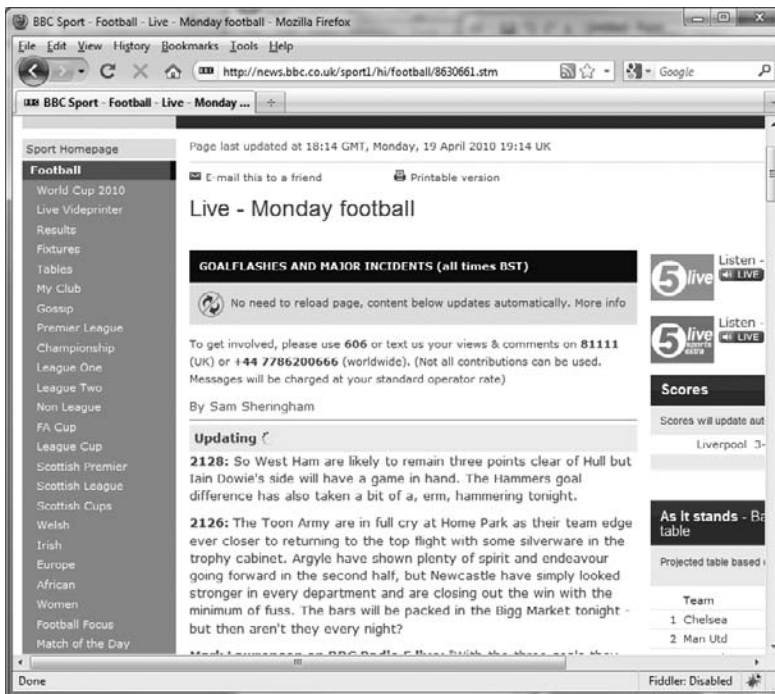 BBC Sport - Football - Live - Monday football - Mozilla Firefox
File Edit View History Bookmarks Tools Help
http://news.bbc.co.uk/sport1/hi/football/8630661.stm
Google
BBC Sport - Football - Live - Monday ...
Sport Homepage
Football
World Cup 2010
Live Videprinter
Results
Fixtures
Tables
My Club
Gossip
Premier League
Championship
League One
League Two
Non League
FA Cup
League Cup
Scottish Premier
Scottish League
Scottish Cups
Welsh
Irish
Europe
African
Women
Football Focus
Match of the Day
Page last updated at 18:14 GMT, Monday, 19 April 2010 19:14 UK
E-mail this to a friend
Printable version
Live - Monday football
GOALFLASHES AND MAJOR INCIDENTS (all times BST)
No need to reload page, content below updates automatically. More info
To get involved, please use 606 or text us your views & comments on 81111
(UK) or +44 7786200666 (worldwide). (Not all contributions can be used.
Messages will be charged at your standard operator rate)
By Sam Sheringham
Updating
2128: So West Ham are likely to remain three points clear of Hull but
Iain Dowie's side will have a game in hand. The Hammers goal
difference has also taken a bit of a, erm, hammering tonight.
2126: The Toon Army are in full cry at Home Park as their team edge
ever closer to returning to the top flight with some silverware in the
trophy cabinet. Argyle have shown plenty of spirit and endeavour
going forward in the second half, but Newcastle have simply looked
stronger in every department and are closing out the win with the
minimum of fuss. The bars will be packed in the Bigg Market tonight -
but then aren't they every night?
Mark Lawrenson on BBC Radio 5 live: "With the three goals they
5 live
Listen -
LIVE
5 live sports extra
Listen -
LIVE
Scores
Scores will update aut
Liverpool 3-
As it stands - Ba
table
Projected table based
Team
1 Chelsea
2 Man Utd
Done
Fiddler: Disabled